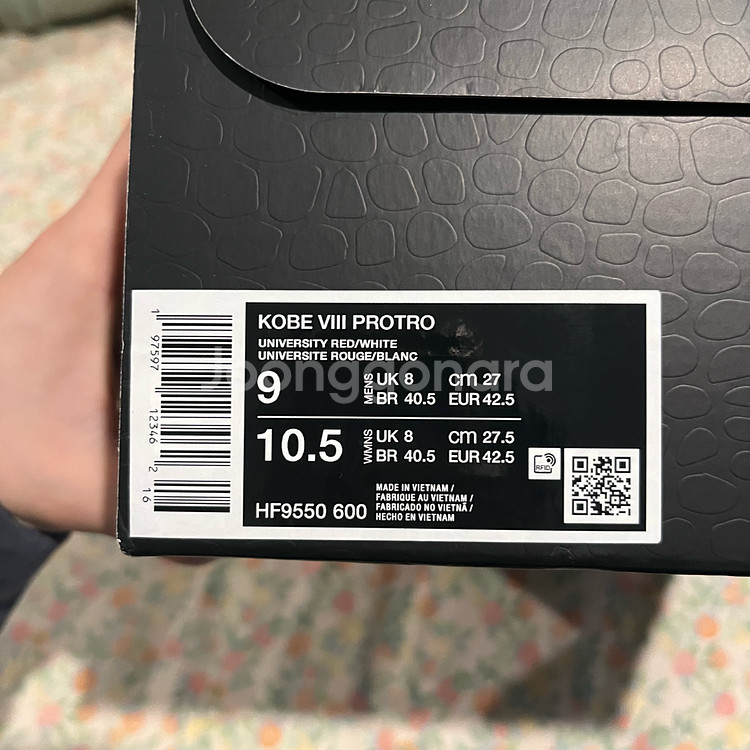 KOBE VIII PROTRO
UNIVERSITY RED/WHITE
UNIVERSITE ROUGE/BLANC
9 MENS UK 8 CM 27
BR 40.5 EUR 42.5
10.5 WMNS UK 8 CM 27.5
BR 40.5 EUR 42.5
RFID
HF9550 600
MADE IN VIETNAM /
FABRIQUE AU VIETNAM /
FABRICADO NO VIETNÃ /
HECHO EN VIETNAM
1 97597 12346 2 16
Joongaonara